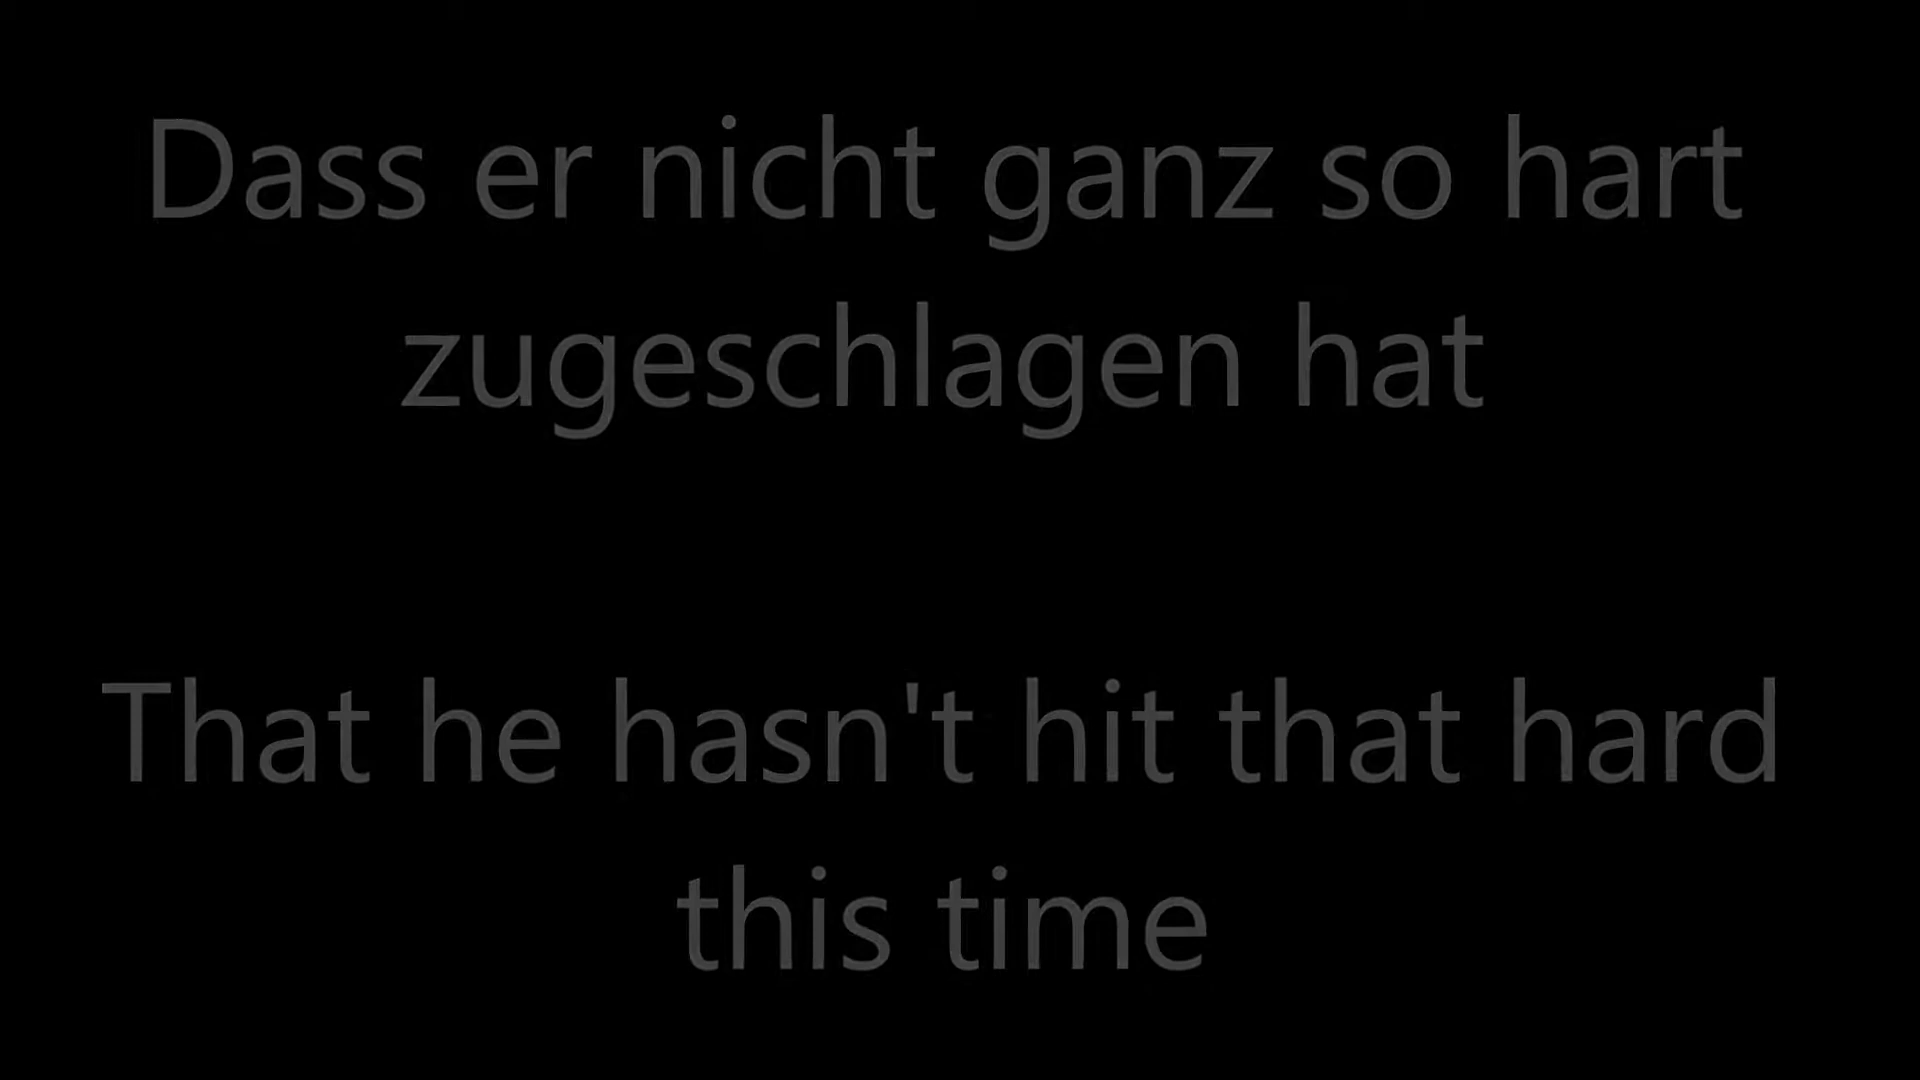 Dass er nicht ganz so hart
zugeschlagen hat
That he hasn't hit that hard
this time